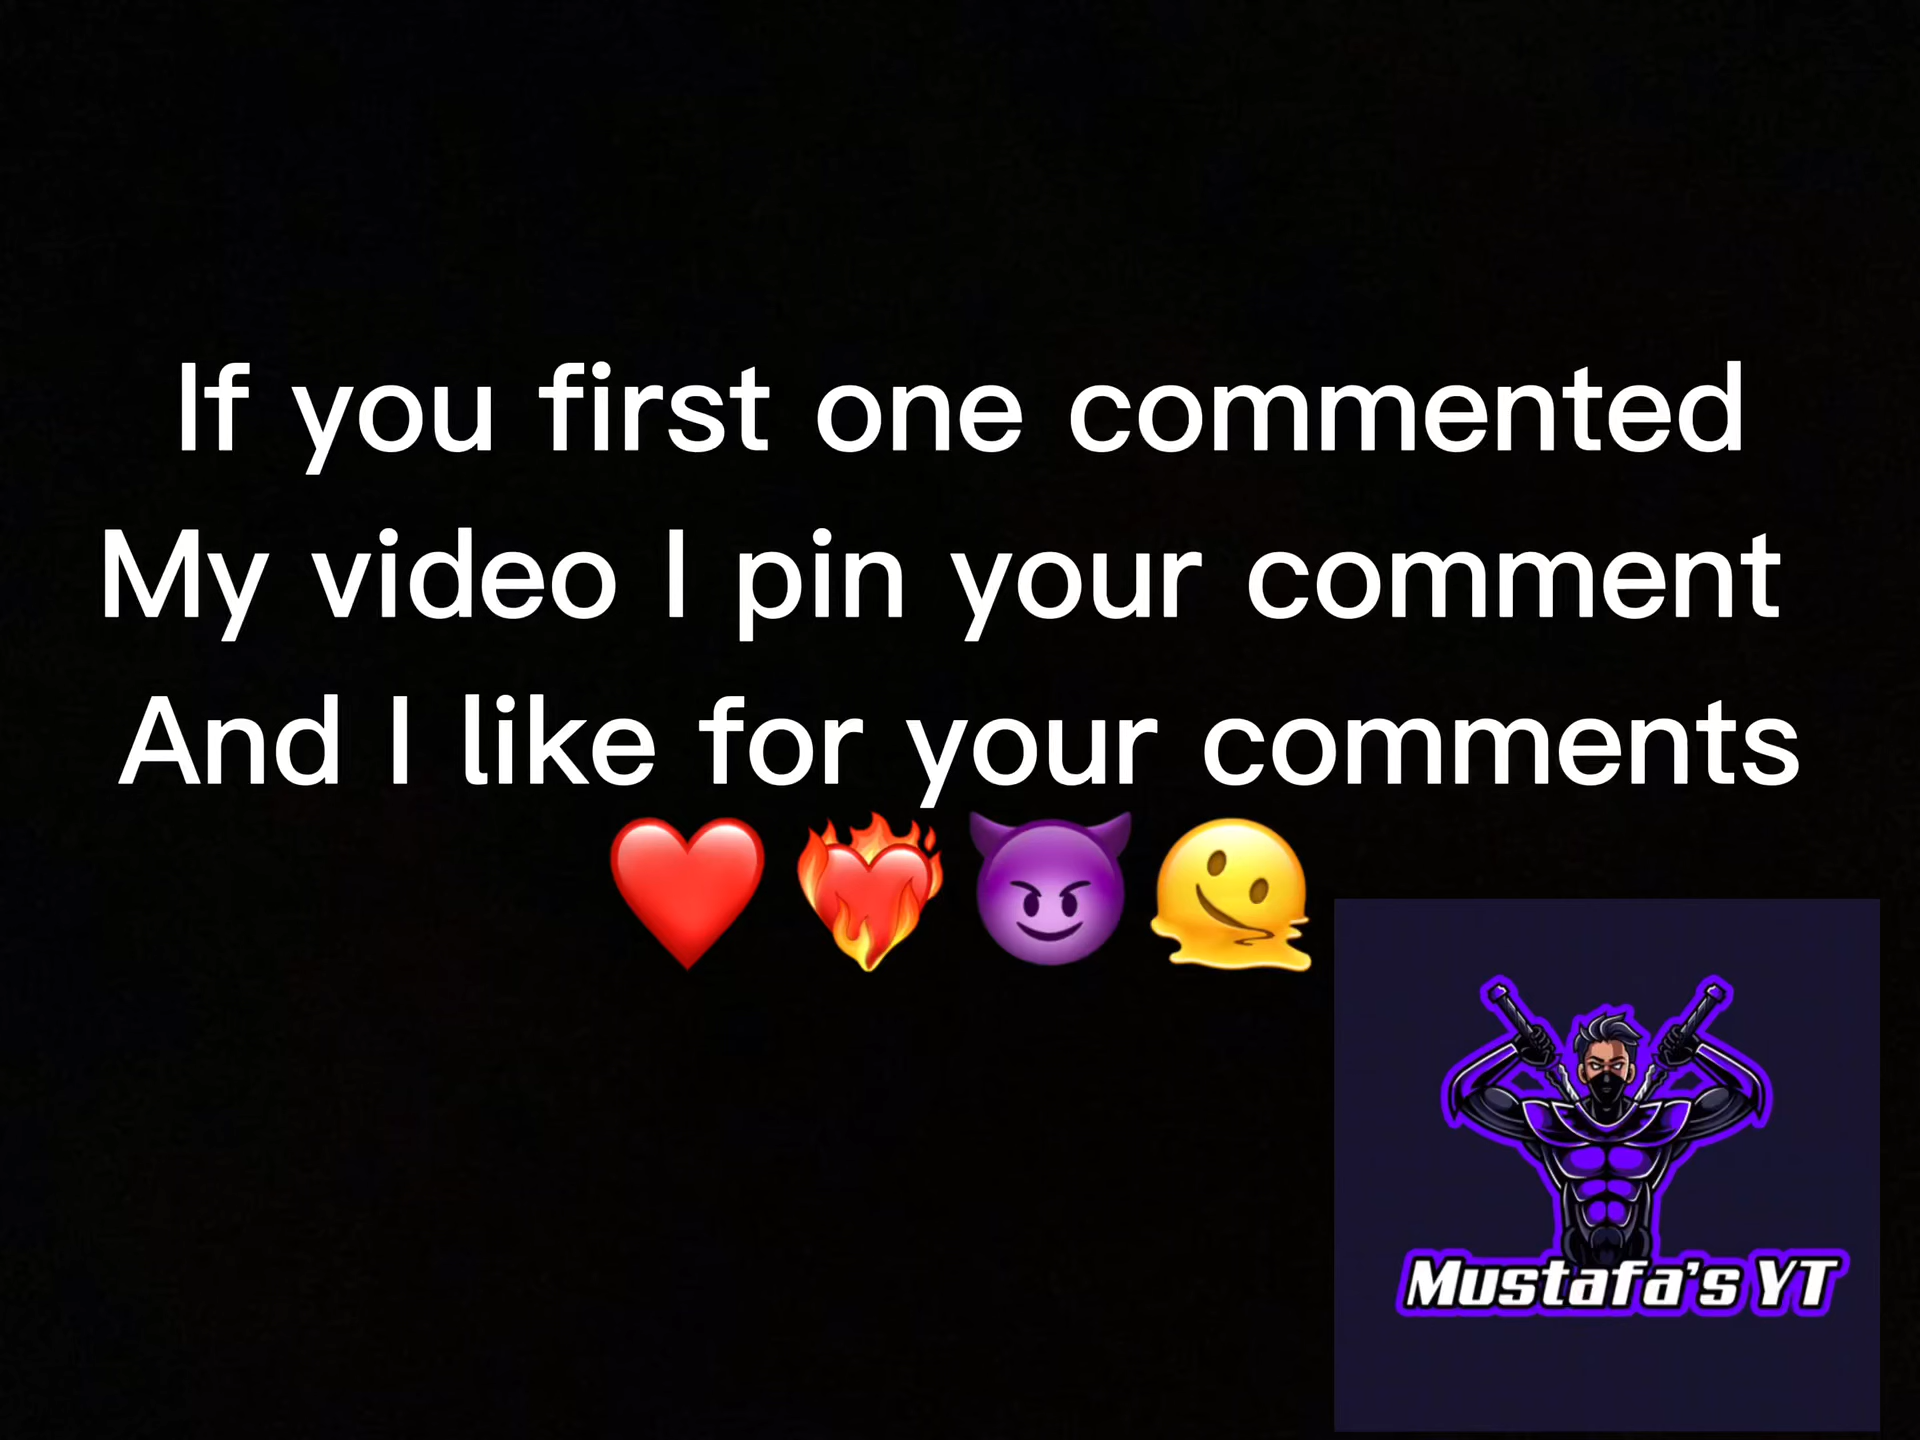 If you first one commented
My video I pin your comment
And I like for your comments
❤️ ❤️‍🔥 😈 🫠
Mustafa's YT